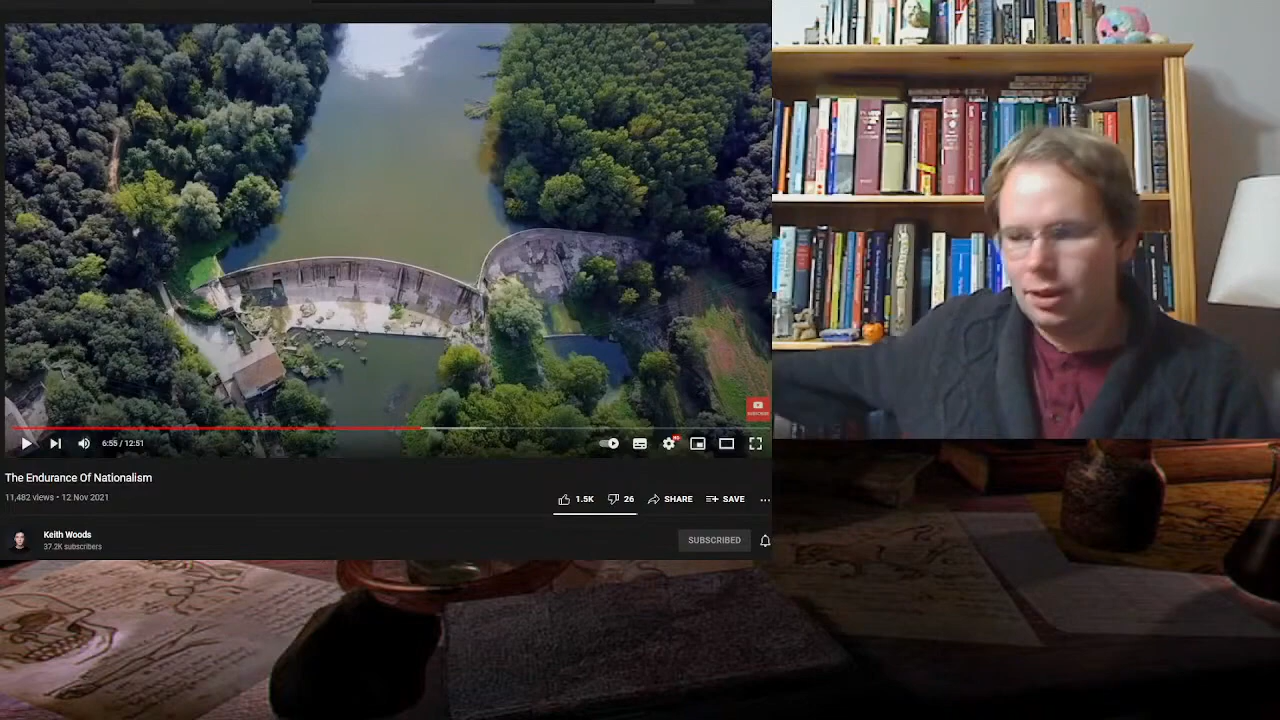 6:55 / 12:51
The Endurance Of Nationalism
11,482 views • 12 Nov 2021
1.5K
26
SHARE
SAVE
Keith Woods
37.2K subscribers
SUBSCRIBED